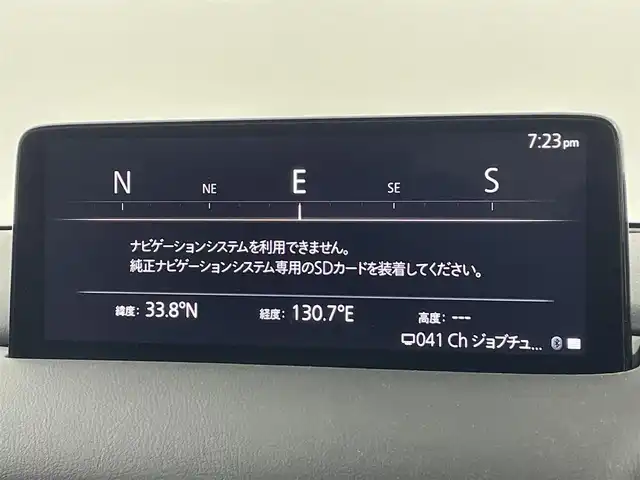 7:23pm
N NE E SE S
ナビゲーションシステムを利用できません。
純正ナビゲーションシステム専用のSDカードを装着してください。
緯度: 33.8°N 経度: 130.7°E 高度: ---
041 Ch ジョブチュ...